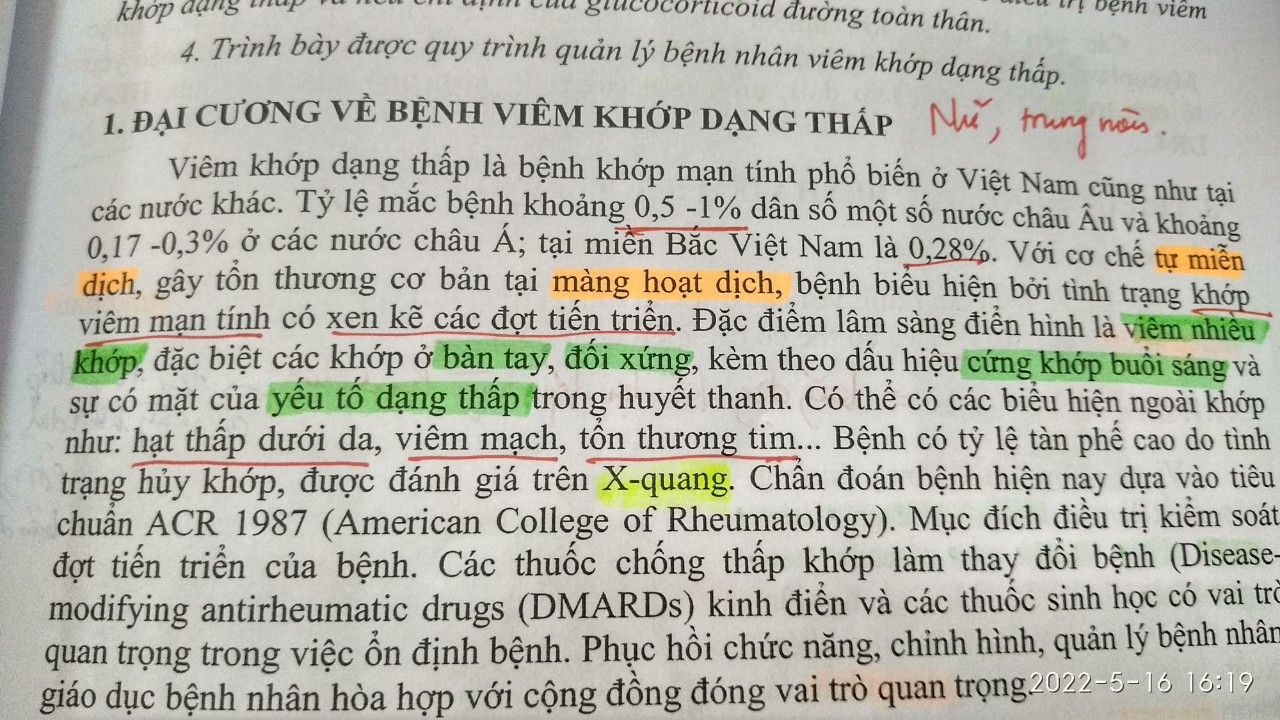 khớp dạng thấp và nêu chỉ định của glucocorticoid đường toàn thân.
trị bệnh viêm
4. Trình bày được quy trình quản lý bệnh nhân viêm khớp dạng thấp.
1. ĐẠI CƯƠNG VỀ BỆNH VIÊM KHỚP DẠNG THẤP Nữ, trung niên.
Viêm khớp dạng thấp là bệnh khớp mạn tính phổ biến ở Việt Nam cũng như tại
các nước khác. Tỷ lệ mắc bệnh khoảng 0,5 -1% dân số một số nước châu Âu và khoảng
0,17 -0,3% ở các nước châu Á; tại miền Bắc Việt Nam là 0,28%. Với cơ chế tự miễn
dịch, gây tổn thương cơ bản tại màng hoạt dịch, bệnh biểu hiện bởi tình trạng khớp
viêm mạn tính có xen kẽ các đợt tiến triển. Đặc điểm lâm sàng điển hình là viêm nhiều
khớp, đặc biệt các khớp ở bàn tay, đối xứng, kèm theo dấu hiệu cứng khớp buổi sáng và
sự có mặt của yếu tố dạng thấp trong huyết thanh. Có thể có các biểu hiện ngoài khớp
như: hạt thấp dưới da, viêm mạch, tổn thương tim... Bệnh có tỷ lệ tàn phế cao do tình
trạng hủy khớp, được đánh giá trên X-quang. Chẩn đoán bệnh hiện nay dựa vào tiêu
chuẩn ACR 1987 (American College of Rheumatology). Mục đích điều trị kiểm soát
đợt tiến triển của bệnh. Các thuốc chống thấp khớp làm thay đổi bệnh (Disease-
modifying antirheumatic drugs (DMARDs) kinh điển và các thuốc sinh học có vai trò
quan trọng trong việc ổn định bệnh. Phục hồi chức năng, chỉnh hình, quản lý bệnh nhân
giáo dục bệnh nhân hòa hợp với cộng đồng đóng vai trò quan trọng.
2022-5-16 16:19